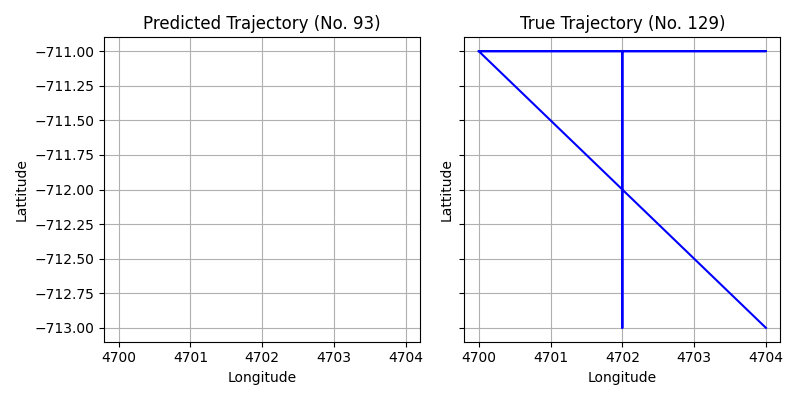 Predicted Trajectory (No. 93)
True Trajectory (No. 129)
Lattitude
−711.00
−711.25
−711.50
−711.75
−712.00
−712.25
−712.50
−712.75
−713.00
4700 4701 4702 4703 4704
Longitude
Lattitude
4700 4701 4702 4703 4704
Longitude